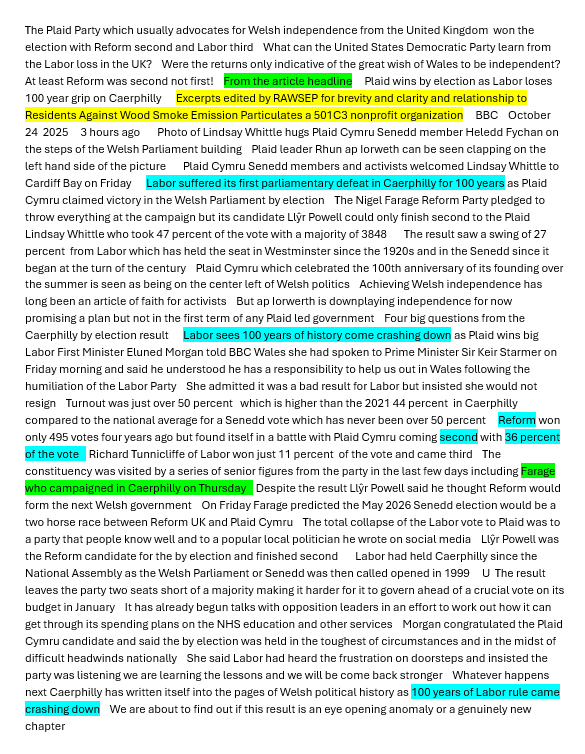 The Plaid Party which usually advocates for Welsh independence from the United Kingdom won the
election with Reform second and Labor third What can the United States Democratic Party learn from
the Labor loss in the UK? Were the returns only indicative of the great wish of Wales to be independent?
At least Reform was second not first! From the article headline Plaid wins by election as Labor loses
100 year grip on Caerphilly Excerpts edited by RAWSEP for brevity and clarity and relationship to
Residents Against Wood Smoke Emission Particulates a 501C3 nonprofit organization BBC October
24 2025 3 hours ago Photo of Lindsay Whittle hugs Plaid Cymru Senedd member Heledd Fychan on
the steps of the Welsh Parliament building Plaid leader Rhun ap Iorweth can be seen clapping on the
left hand side of the picture Plaid Cymru Senedd members and activists welcomed Lindsay Whittle to
Cardiff Bay on Friday Labor suffered its first parliamentary defeat in Caerphilly for 100 years as Plaid
Cymru claimed victory in the Welsh Parliament by election The Nigel Farage Reform Party pledged to
throw everything at the campaign but its candidate Llŷr Powell could only finish second to the Plaid
Lindsay Whittle who took 47 percent of the vote with a majority of 3848 The result saw a swing of 27
percent from Labor which has held the seat in Westminster since the 1920s and in the Senedd since it
began at the turn of the century Plaid Cymru which celebrated the 100th anniversary of its founding over
the summer is seen as being on the center left of Welsh politics Achieving Welsh independence has
long been an article of faith for activists But ap Iorwerth is downplaying independence for now
promising a plan but not in the first term of any Plaid led government Four big questions from the
Caerphilly by election result Labor sees 100 years of history come crashing down as Plaid wins big
Labor First Minister Eluned Morgan told BBC Wales she had spoken to Prime Minister Sir Keir Starmer on
Friday morning and said he understood he has a responsibility to help us out in Wales following the
humiliation of the Labor Party She admitted it was a bad result for Labor but insisted she would not
resign Turnout was just over 50 percent which is higher than the 2021 44 percent in Caerphilly
compared to the national average for a Senedd vote which has never been over 50 percent Reform won
only 495 votes four years ago but found itself in a battle with Plaid Cymru coming second with 36 percent
of the vote Richard Tunnicliffe of Labor won just 11 percent of the vote and came third The
constituency was visited by a series of senior figures from the party in the last few days including Farage
who campaigned in Caerphilly on Thursday Despite the result Llŷr Powell said he thought Reform would
form the next Welsh government On Friday Farage predicted the May 2026 Senedd election would be a
two horse race between Reform UK and Plaid Cymru The total collapse of the Labor vote to Plaid was to
a party that people know well and to a popular local politician he wrote on social media Llŷr Powell was
the Reform candidate for the by election and finished second Labor had held Caerphilly since the
National Assembly as the Welsh Parliament or Senedd was then called opened in 1999 U The result
leaves the party two seats short of a majority making it harder for it to govern ahead of a crucial vote on its
budget in January It has already begun talks with opposition leaders in an effort to work out how it can
get through its spending plans on the NHS education and other services Morgan congratulated the Plaid
Cymru candidate and said the by election was held in the toughest of circumstances and in the midst of
difficult headwinds nationally She said Labor had heard the frustration on doorsteps and insisted the
party was listening we are learning the lessons and we will be come back stronger Whatever happens
next Caerphilly has written itself into the pages of Welsh political history as 100 years of Labor rule came
crashing down We are about to find out if this result is an eye opening anomaly or a genuinely new
chapter